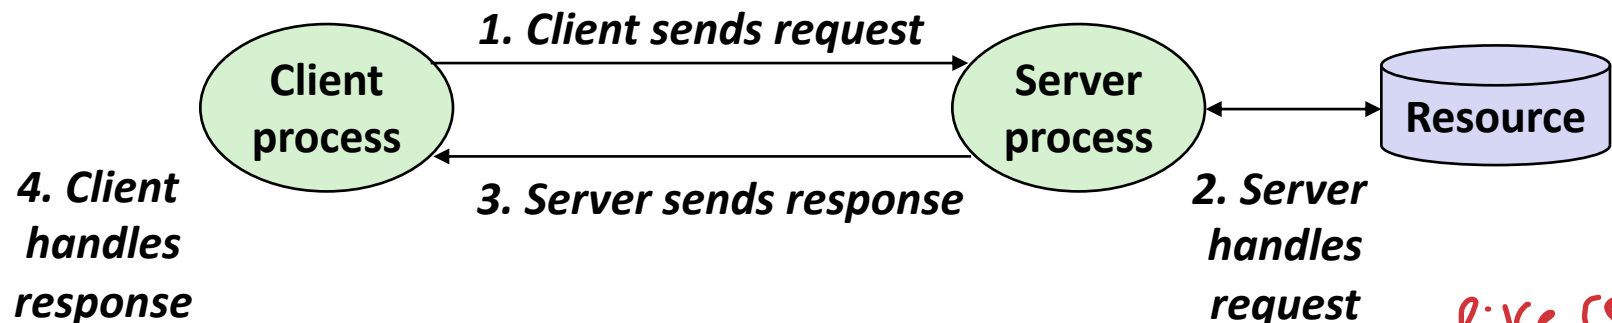 1. Client sends request
Client
process
Server
process
Resource
3. Server sends response
4. Client
handles
response
2. Server
handles
request